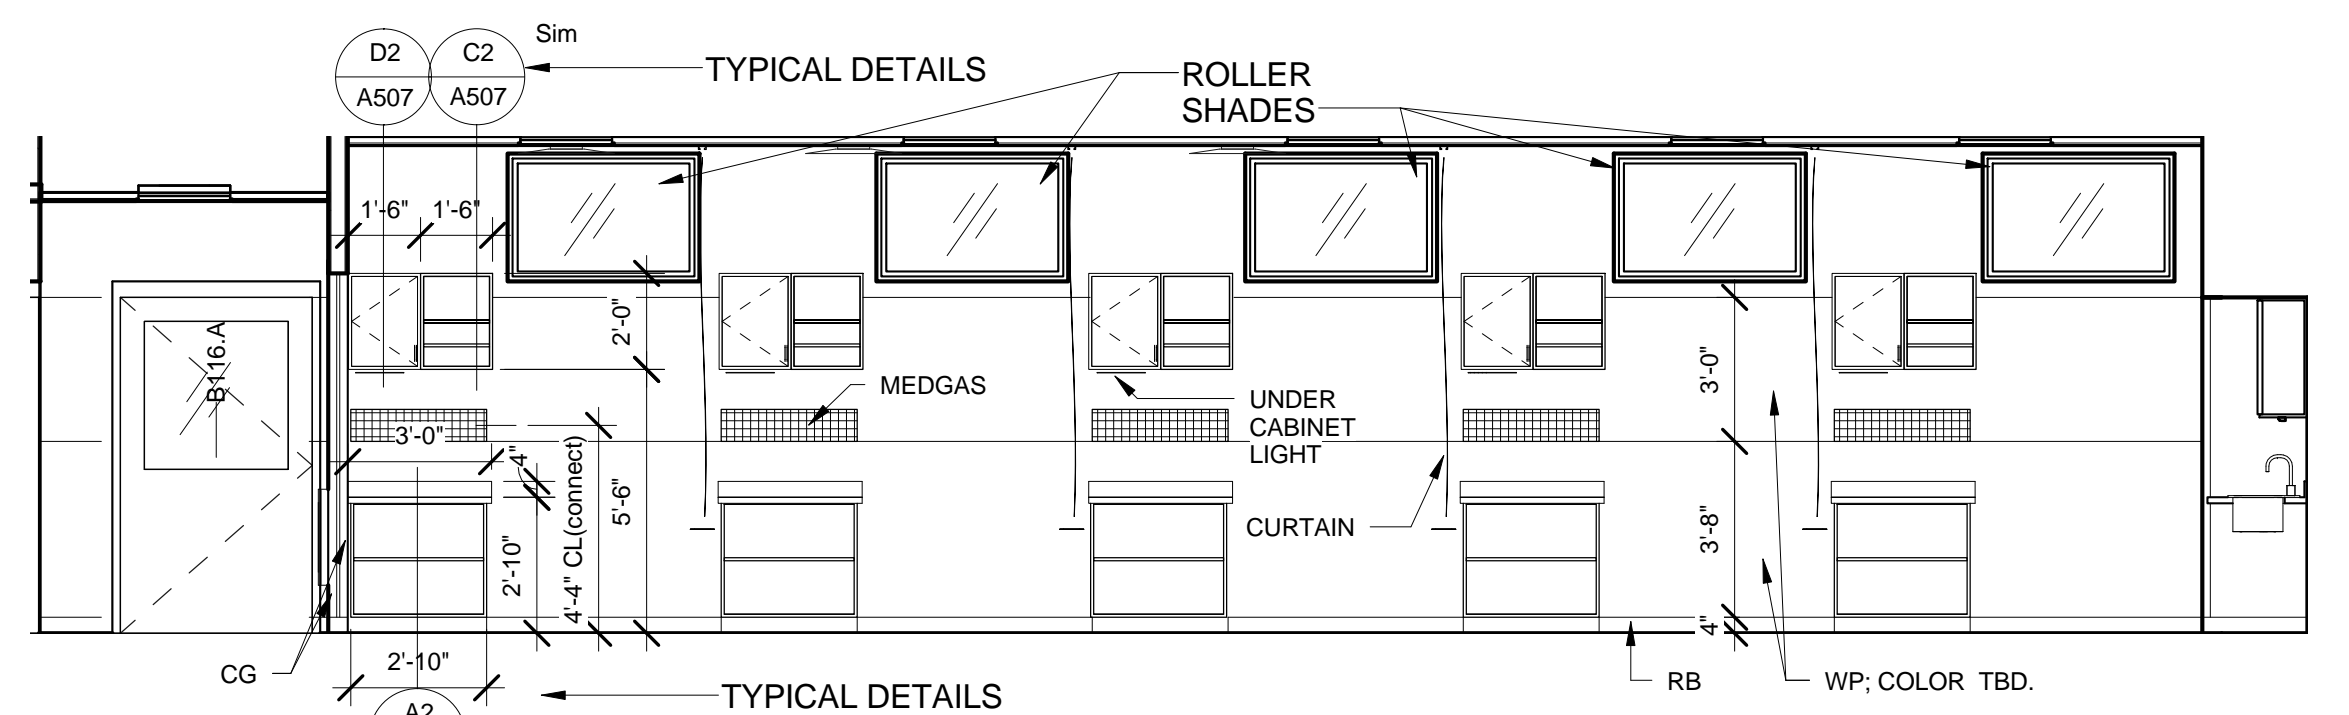 D2
A507
C2
A507
Sim
TYPICAL DETAILS
ROLLER
SHADES
1'-6"
1'-6"
2'-0"
B116.A
MEDGAS
UNDER
CABINET
LIGHT
3'-0"
3'-0"
4"
2'-10"
4'-4" CL(connect)
5'-6"
CURTAIN
3'-8"
4"
CG
2'-10"
A2
TYPICAL DETAILS
RB
WP; COLOR TBD.